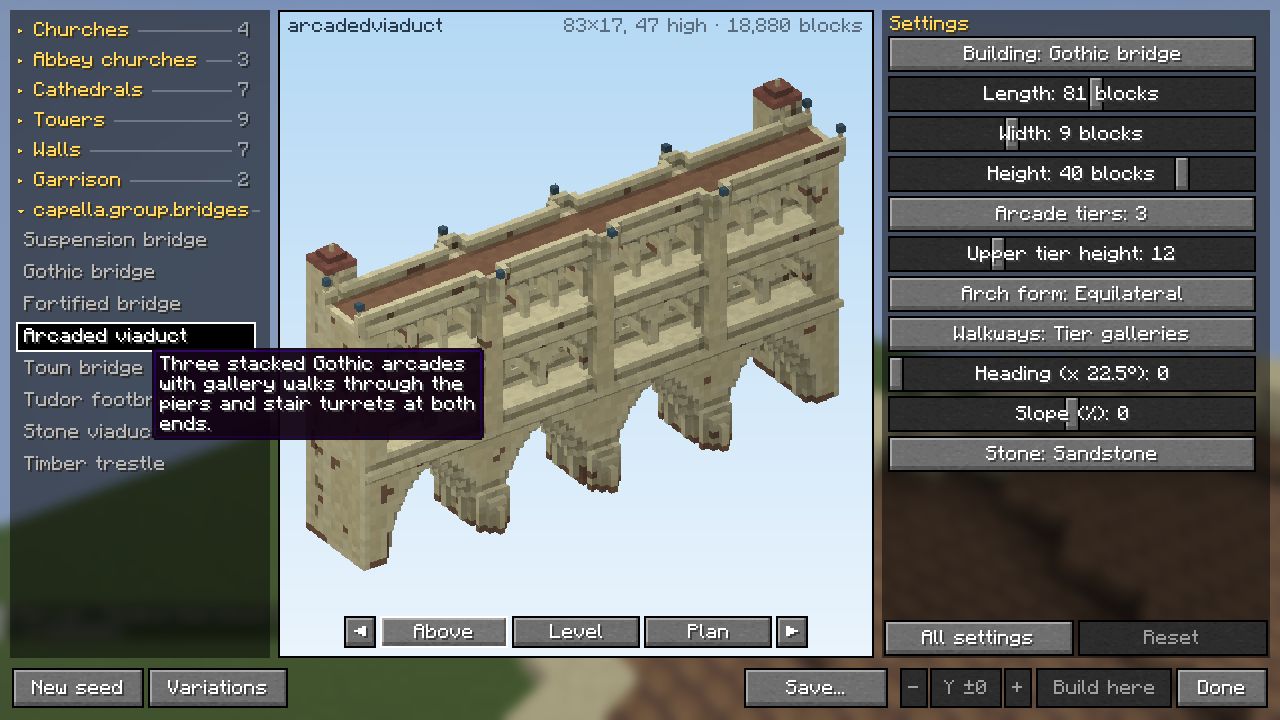 Churches 4
Abbey churches 3
Cathedrals 7
Towers 9
Walls 7
Garrison 2
capella.group.bridges
Suspension bridge
Gothic bridge
Fortified bridge
Arcaded viaduct
Town bridge
Tudor footbr
Stone viaduc
Timber trestle
Three stacked Gothic arcades
with gallery walks through the
piers and stair turrets at both
ends.
arcadedviaduct
83×17, 47 high · 18,880 blocks
Above
Level
Plan
Settings
Building: Gothic bridge
Length: 81 blocks
Width: 9 blocks
Height: 40 blocks
Arcade tiers: 3
Upper tier height: 12
Arch form: Equilateral
Walkways: Tier galleries
Heading (x 22.5°): 0
Slope (%): 0
Stone: Sandstone
All settings
Reset
New seed
Variations
Save...
−
Y ±0
+
Build here
Done